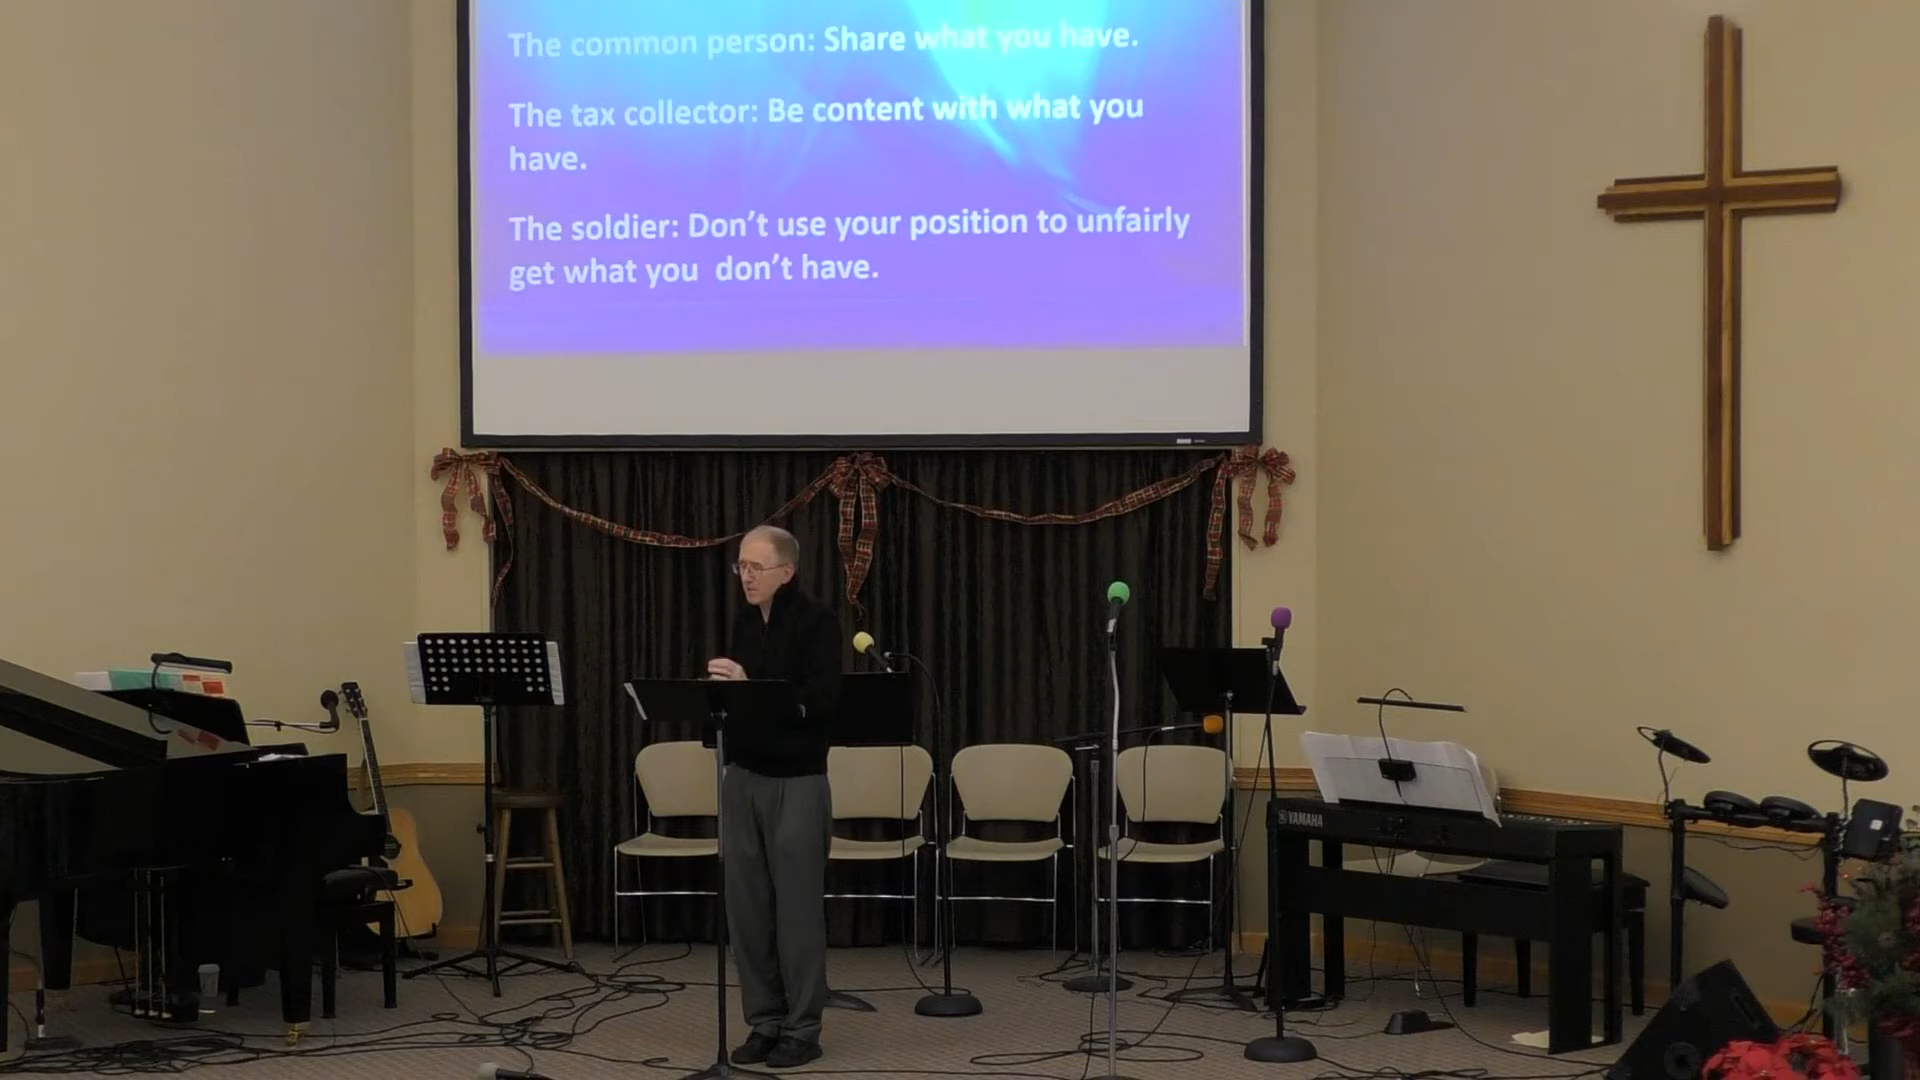 The common person: Share what you have.
The tax collector: Be content with what you
have.
The soldier: Don't use your position to unfairly
get what you  don't have.
YAMAHA